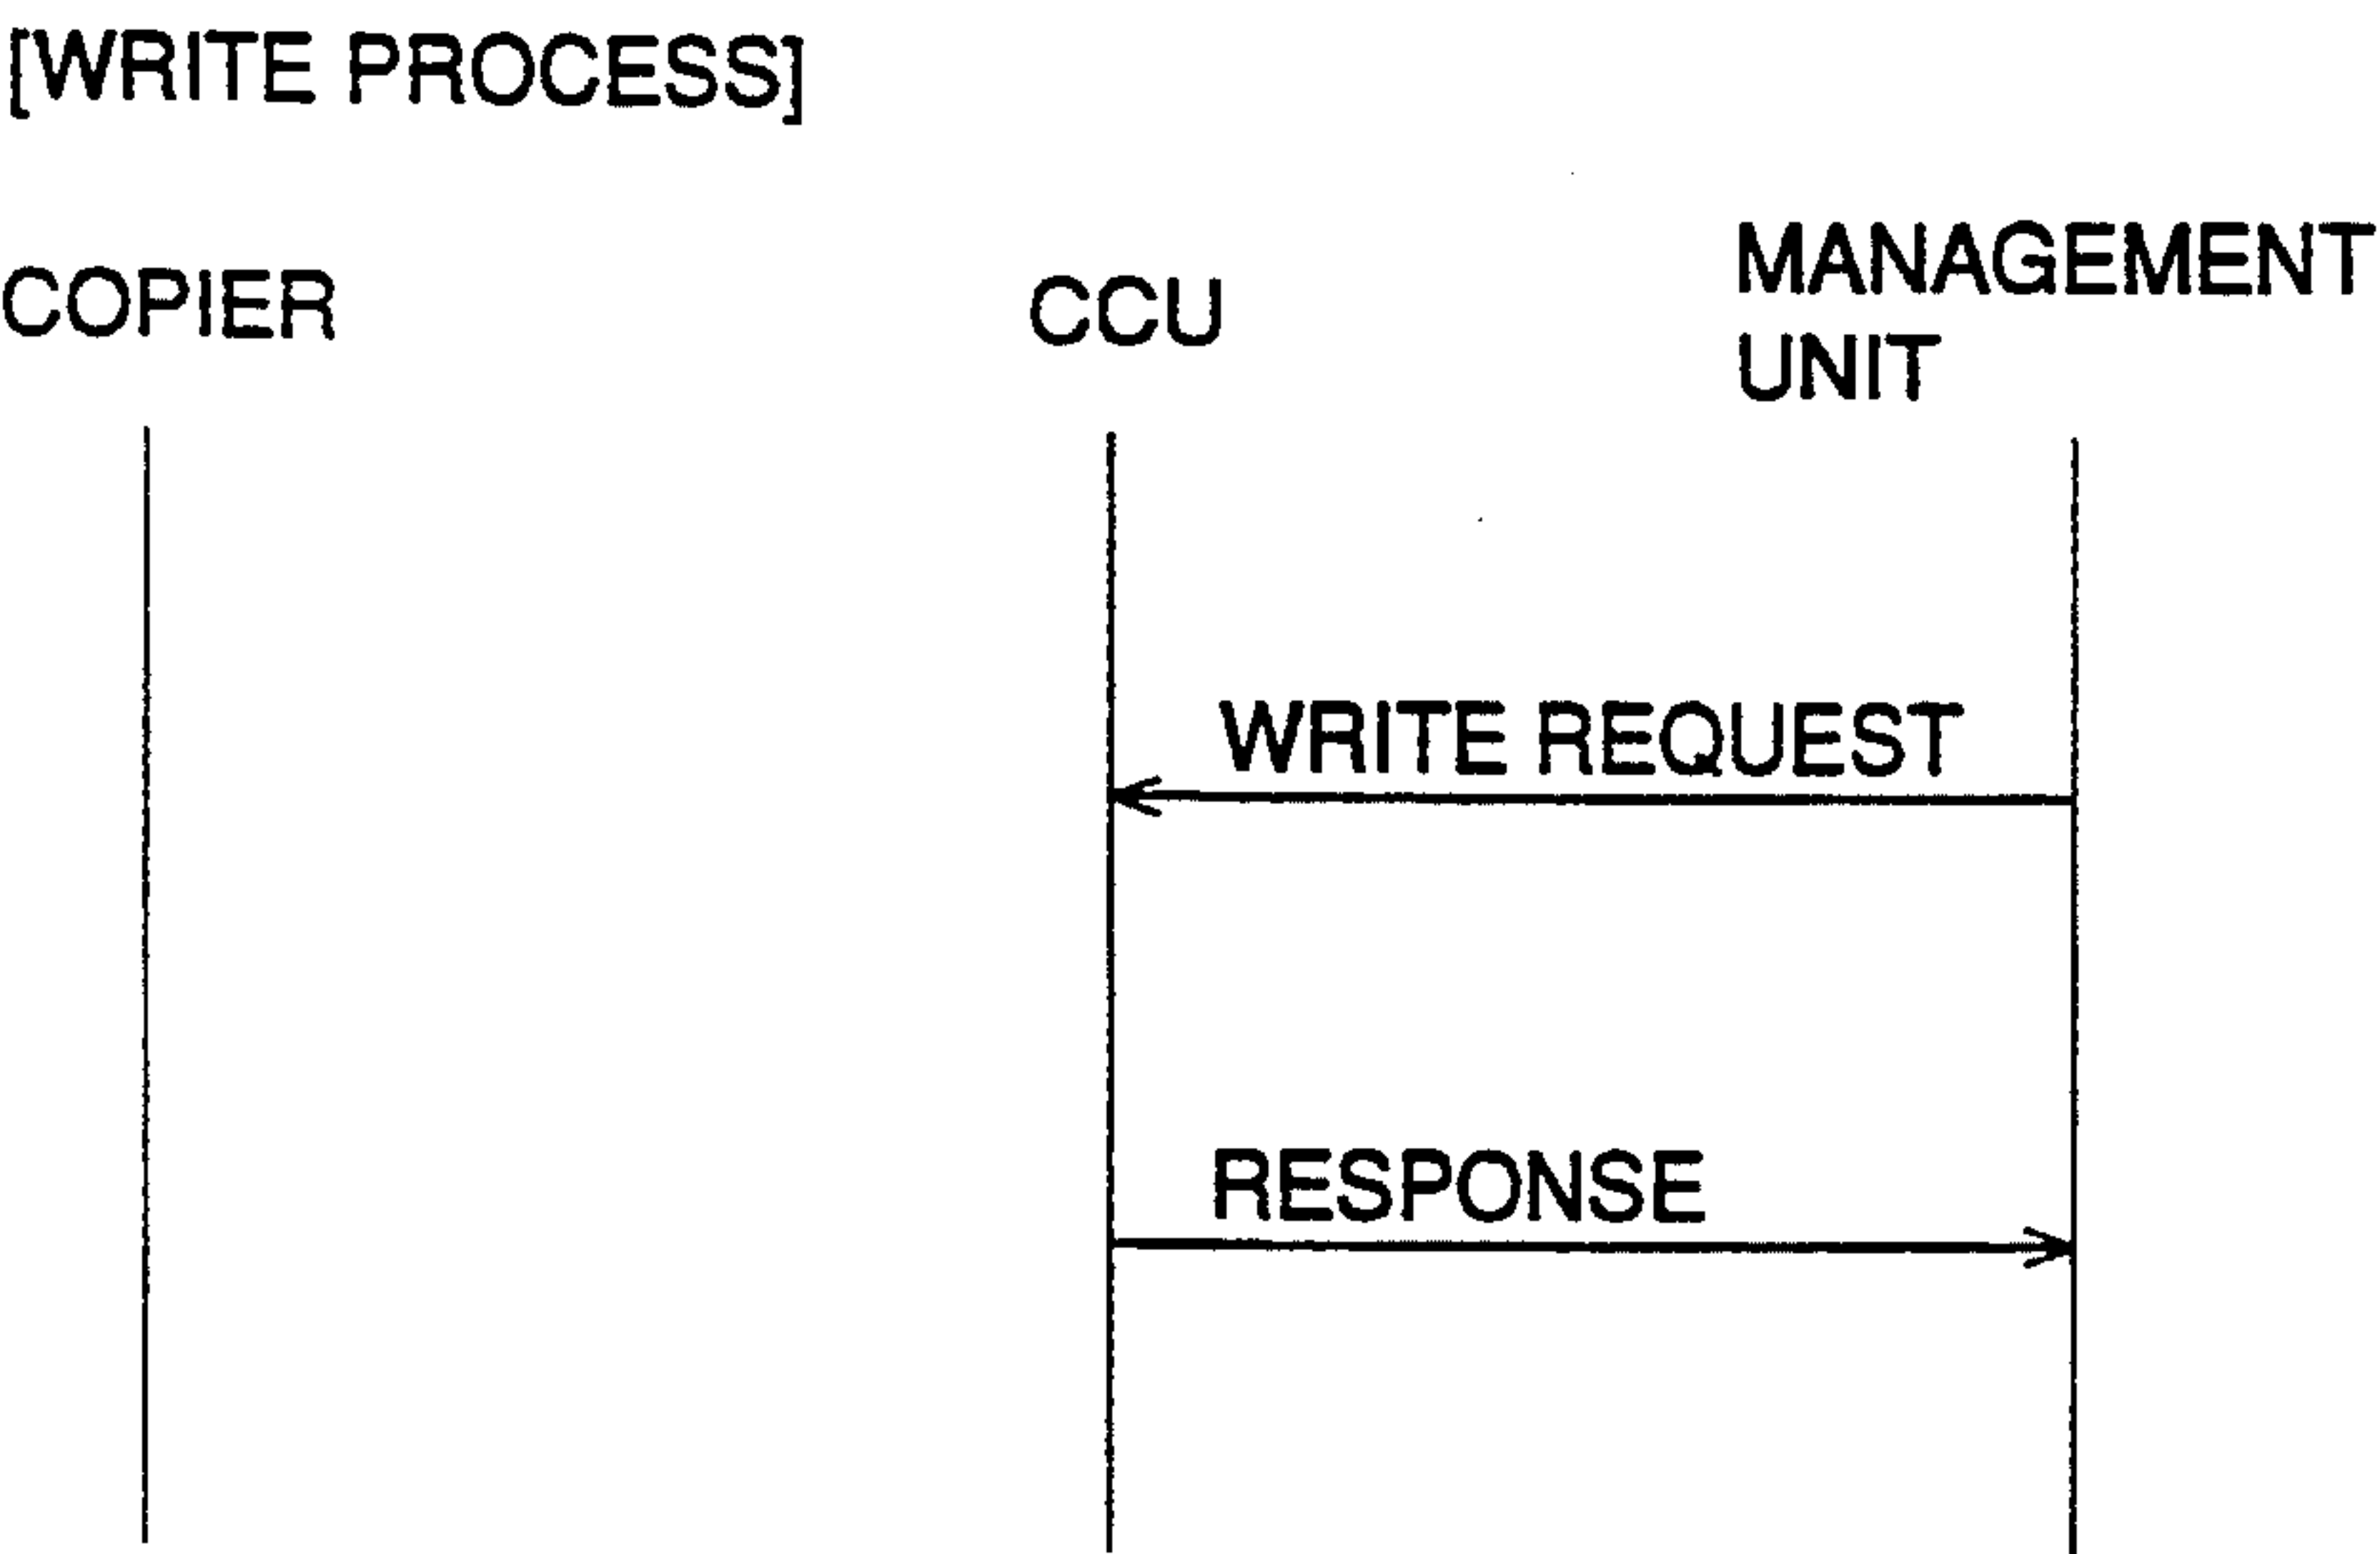 [WRITE PROCESS]
COPIER
CCU
MANAGEMENT
UNIT
WRITE REQUEST
RESPONSE